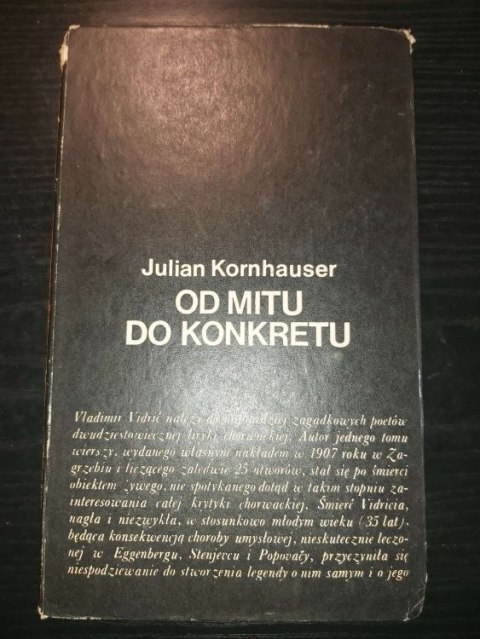 Julian Kornhauser
OD MITU
DO KONKRETU
Vladimir Vidrić należy do najbardziej zagadkowych poetów
dwudziestowiecznej liryki chorwackiej. Autor jednego tomu
wierszy, wydanego własnym nakładem w 1907 roku w Za-
grzebiu i liczącego zaledwie 25 utworów, stał się po śmierci
obiektem żywego, nie spotykanego dotąd w takim stopniu za-
interesowania całej krytyki chorwackiej. Śmierć Vidricia,
nagła i niezwykła, w stosunkowo młodym wieku (35 lat)-
będąca konsekwencją choroby umysłowej, nieskutecznie leczo-
nej w Eggenbergu, Stenjevcu i Popovačy, przyczyniła się
niespodziewanie do stworzenia legendy o nim samym i o jego